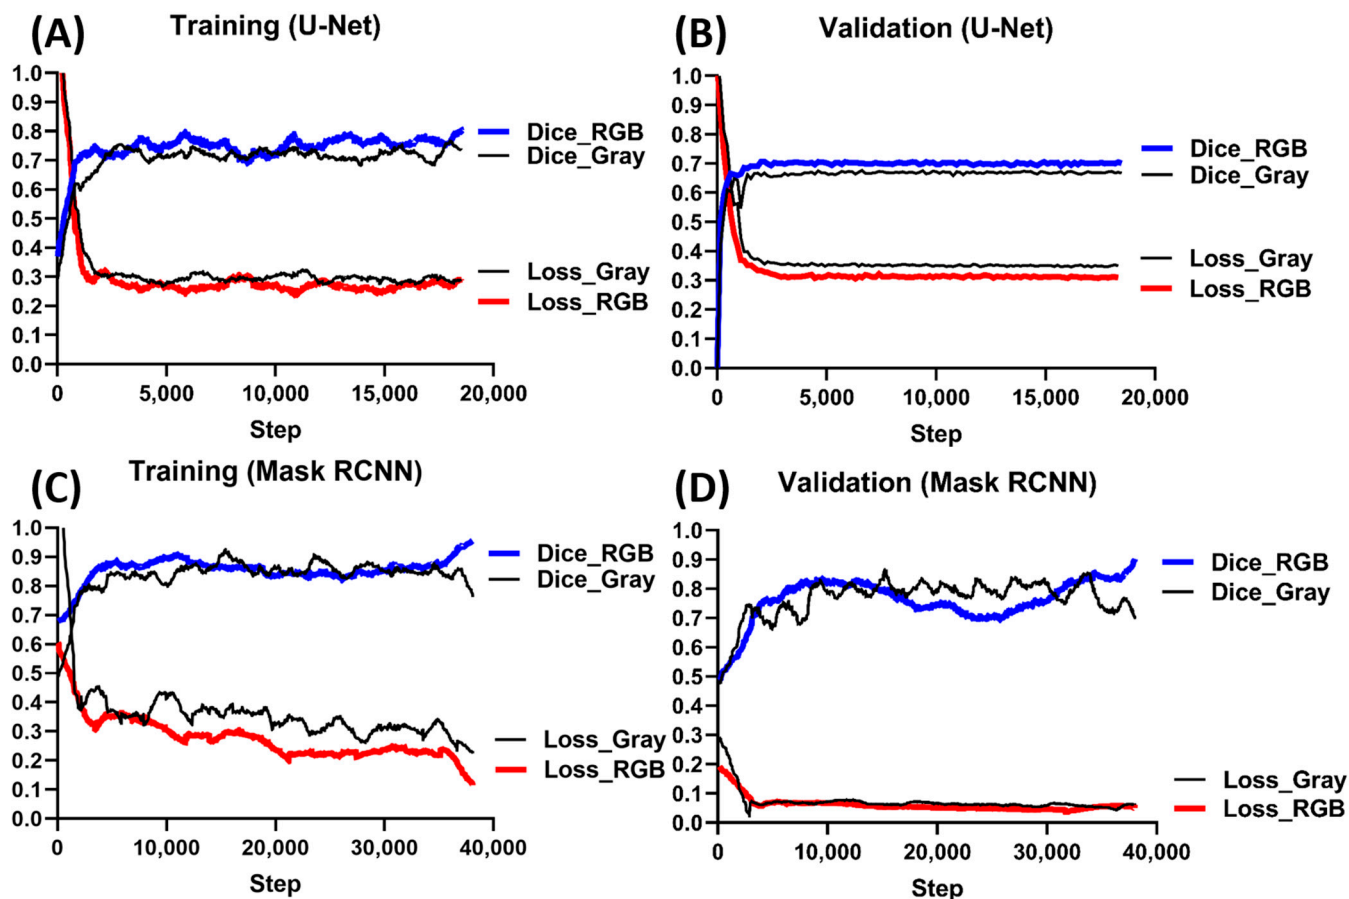 (A)
Training (U-Net)
1.0
0.9
0.8
0.7
0.6
0.5
0.4
0.3
0.2
0.1
0.0
Dice_RGB
Dice_Gray
Loss_Gray
Loss_RGB
0 5,000 10,000 15,000 20,000
Step
(B)
Validation (U-Net)
1.0
0.9
0.8
0.7
0.6
0.5
0.4
0.3
0.2
0.1
0.0
Dice_RGB
Dice_Gray
Loss_Gray
Loss_RGB
0 5,000 10,000 15,000 20,000
Step
(C)
Training (Mask RCNN)
1.0
0.9
0.8
0.7
0.6
0.5
0.4
0.3
0.2
0.1
0.0
Dice_RGB
Dice_Gray
Loss_Gray
Loss_RGB
0 10,000 20,000 30,000 40,000
Step
(D)
Validation (Mask RCNN)
1.0
0.9
0.8
0.7
0.6
0.5
0.4
0.3
0.2
0.1
0.0
Dice_RGB
Dice_Gray
Loss_Gray
Loss_RGB
0 10,000 20,000 30,000 40,000
Step